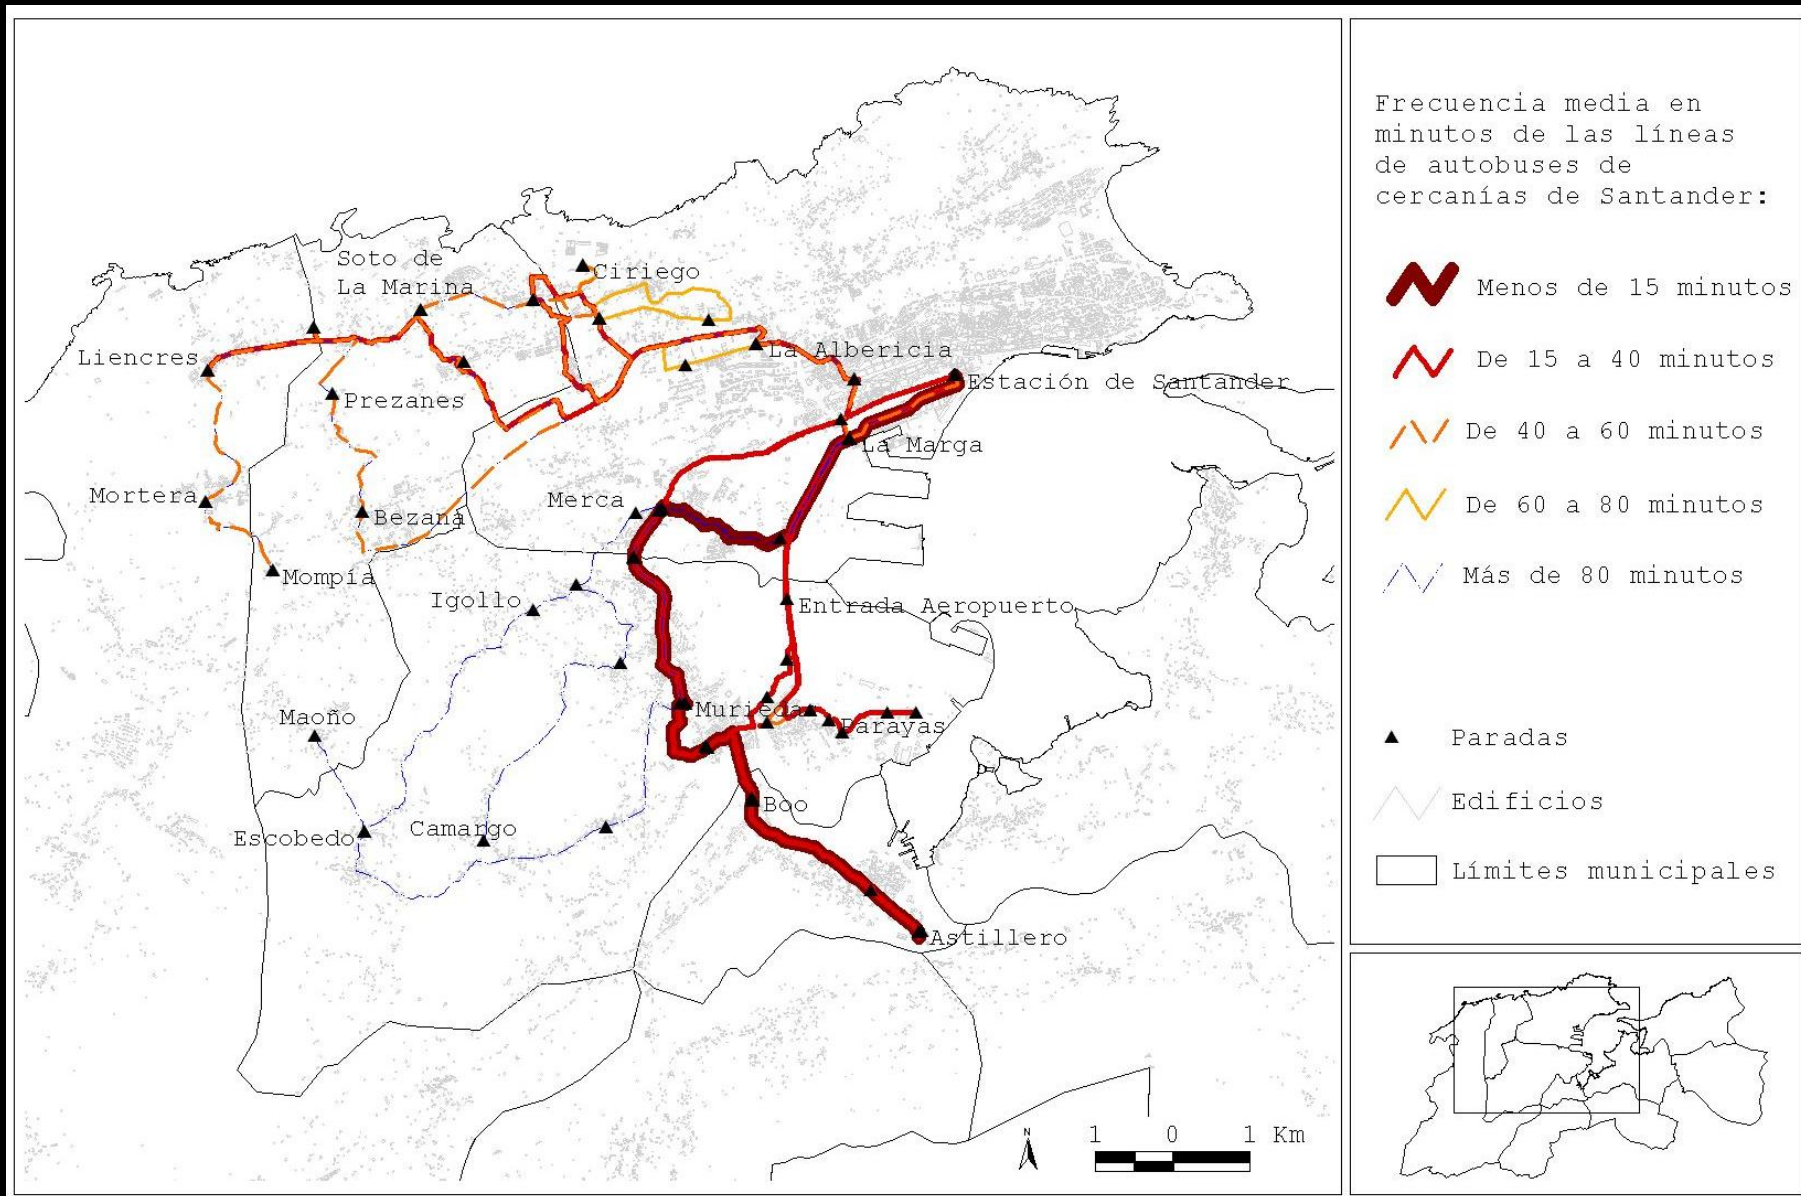 Soto de
La Marina
Ciriego
Liencres
La Albericia
Estación de Santander
Prezanes
La Marga
Mortera
Bezana
Merca
Mompía
Igollo
Entrada Aeropuerto
Maoño
Murieda
Parayas
Boo
Escobedo
Camargo
Astillero
N
1 0 1 Km
Frecuencia media en
minutos de las líneas
de autobuses de
cercanías de Santander:
Menos de 15 minutos
De 15 a 40 minutos
De 40 a 60 minutos
De 60 a 80 minutos
Más de 80 minutos
Paradas
Edificios
Límites municipales